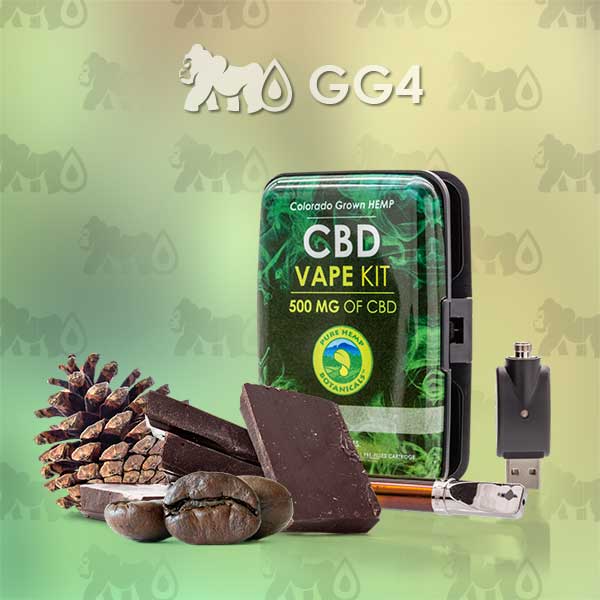 GG4
Colorado Grown HEMP
CBD
VAPE KIT
500 MG OF CBD
PURE HEMP
BOTANICALS